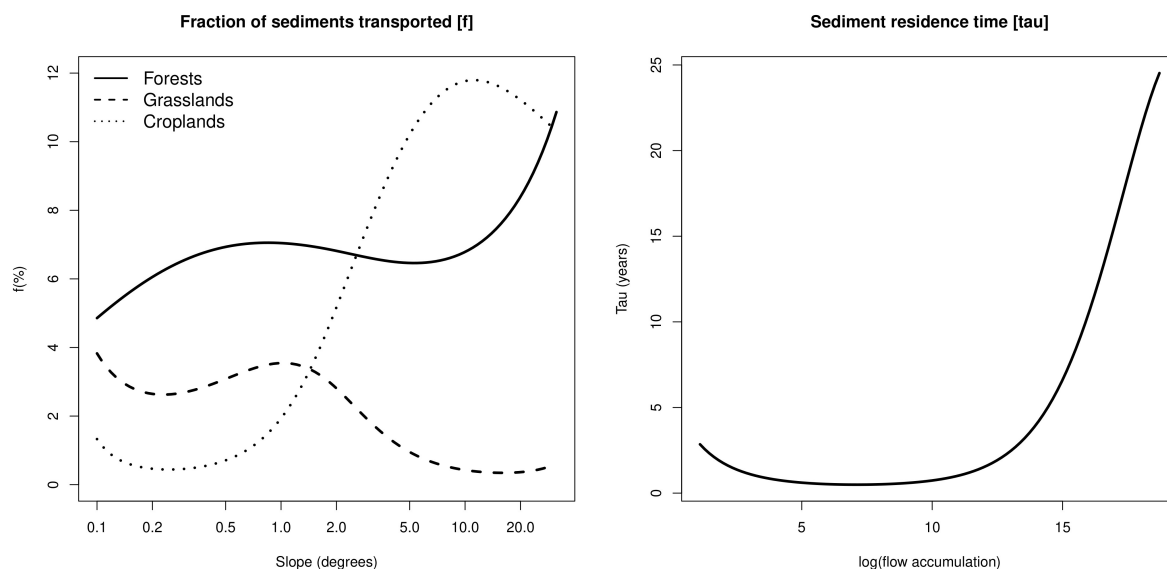 Fraction of sediments transported [f]
Forests
Grasslands
Croplands
f(%)
0
2
4
6
8
10
12
0.1 0.2 0.5 1.0 2.0 5.0 10.0 20.0
Slope (degrees)
Sediment residence time [tau]
Tau (years)
0
5
10
15
20
25
5 10 15
log(flow accumulation)